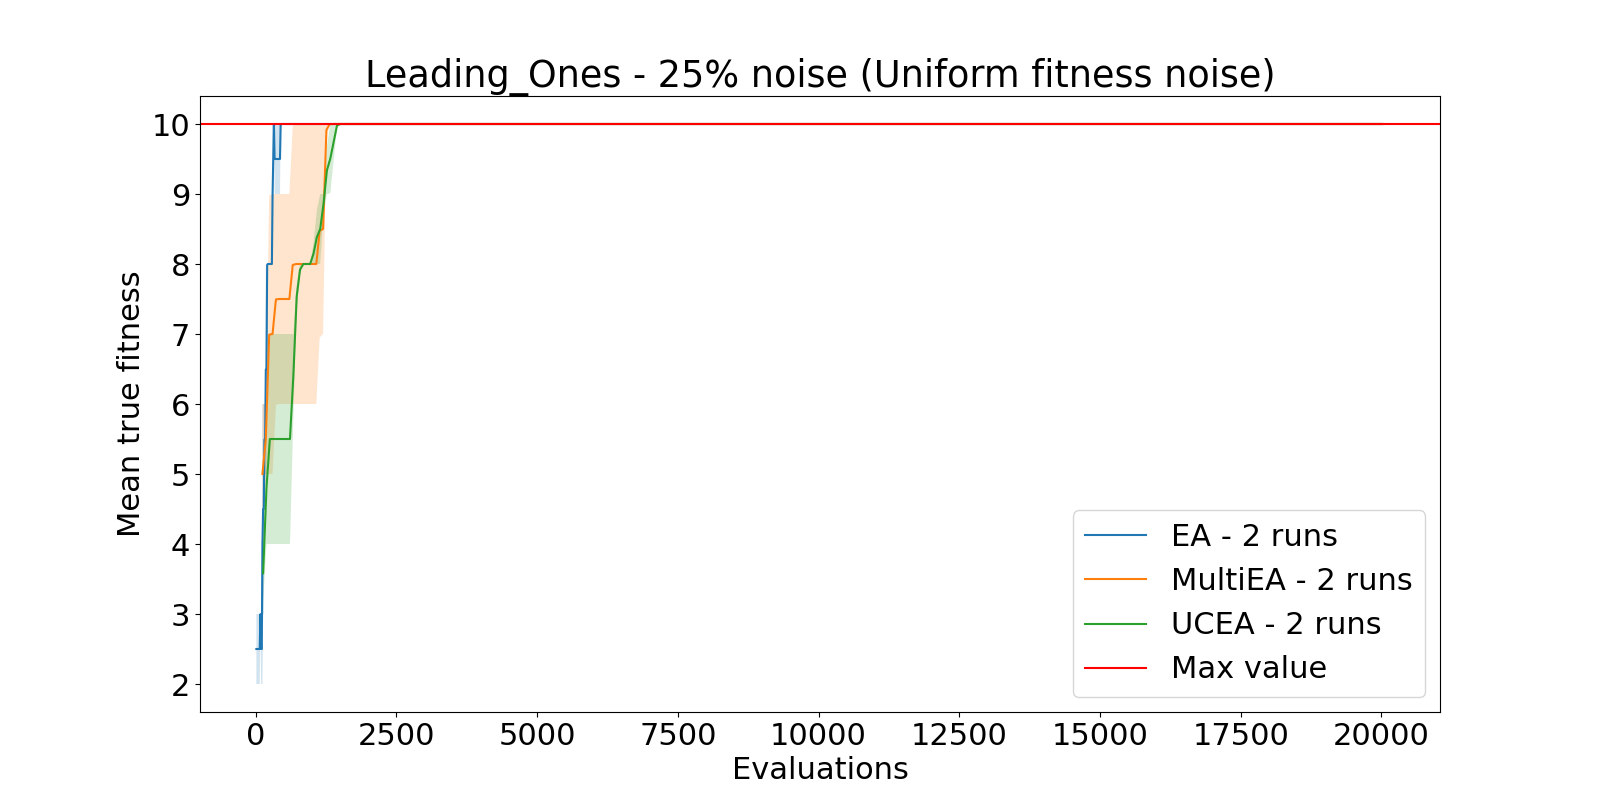 Leading_Ones - 25% noise (Uniform fitness noise)
10
9
8
7
6
5
4
3
2
Mean true fitness
EA - 2 runs
MultiEA - 2 runs
UCEA - 2 runs
Max value
0 2500 5000 7500 10000 12500 15000 17500 20000
Evaluations